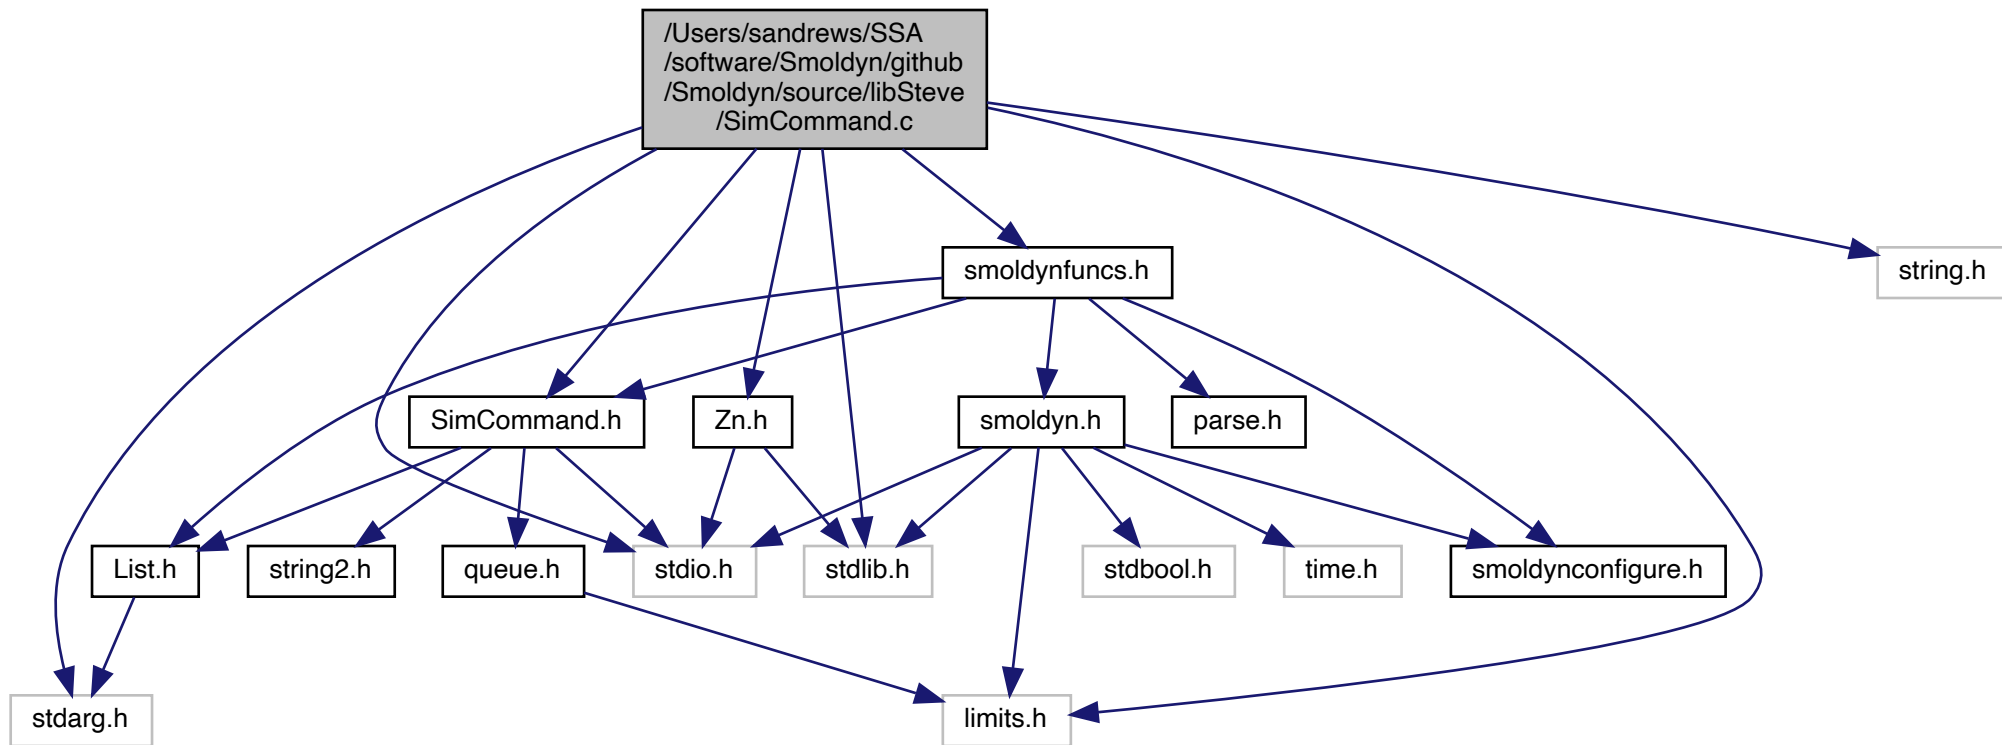 /Users/sandrews/SSA
/software/Smoldyn/github
/Smoldyn/source/libSteve
/SimCommand.c
smoldynfuncs.h
string.h
SimCommand.h
Zn.h
smoldyn.h
parse.h
List.h
string2.h
queue.h
stdio.h
stdlib.h
stdbool.h
time.h
smoldynconfigure.h
stdarg.h
limits.h